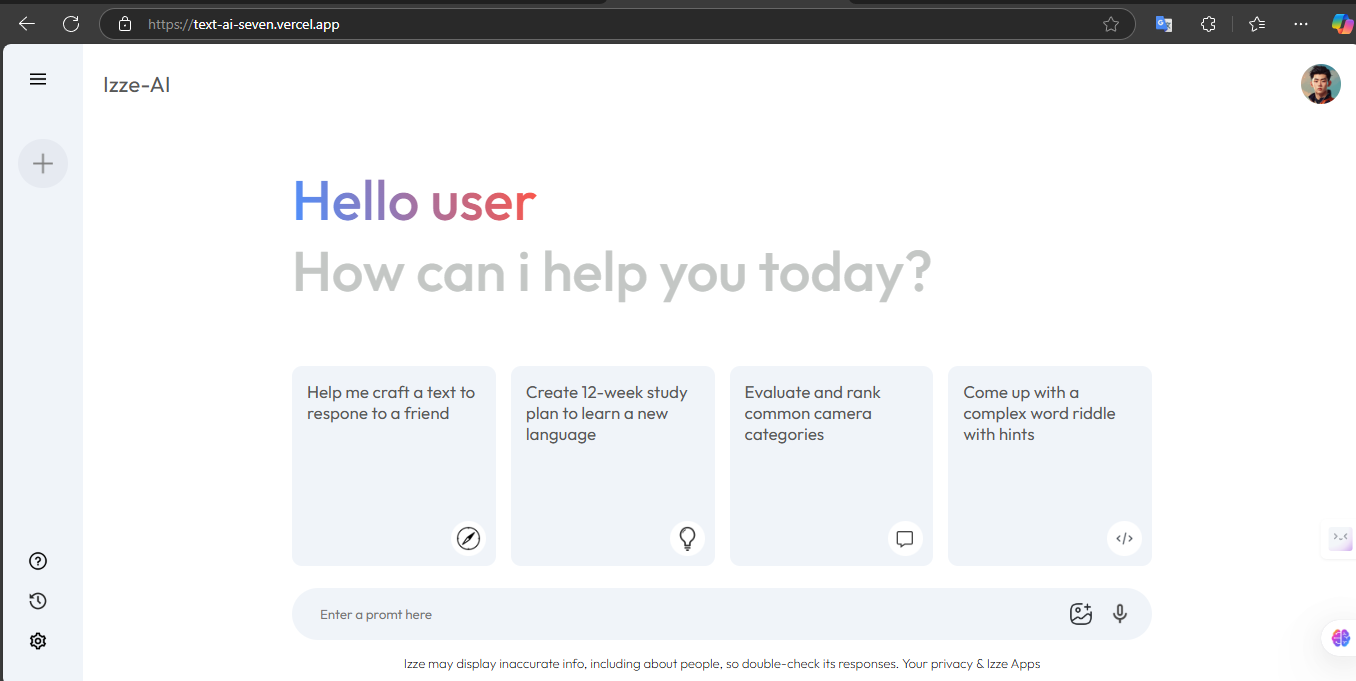 https://text-ai-seven.vercel.app
Izze-AI
Hello user
How can i help you today?
Help me craft a text to
respone to a friend
Create 12-week study
plan to learn a new
language
Evaluate and rank
common camera
categories
Come up with a
complex word riddle
with hints
Enter a promt here
Izze may display inaccurate info, including about people, so double-check its responses. Your privacy & Izze Apps